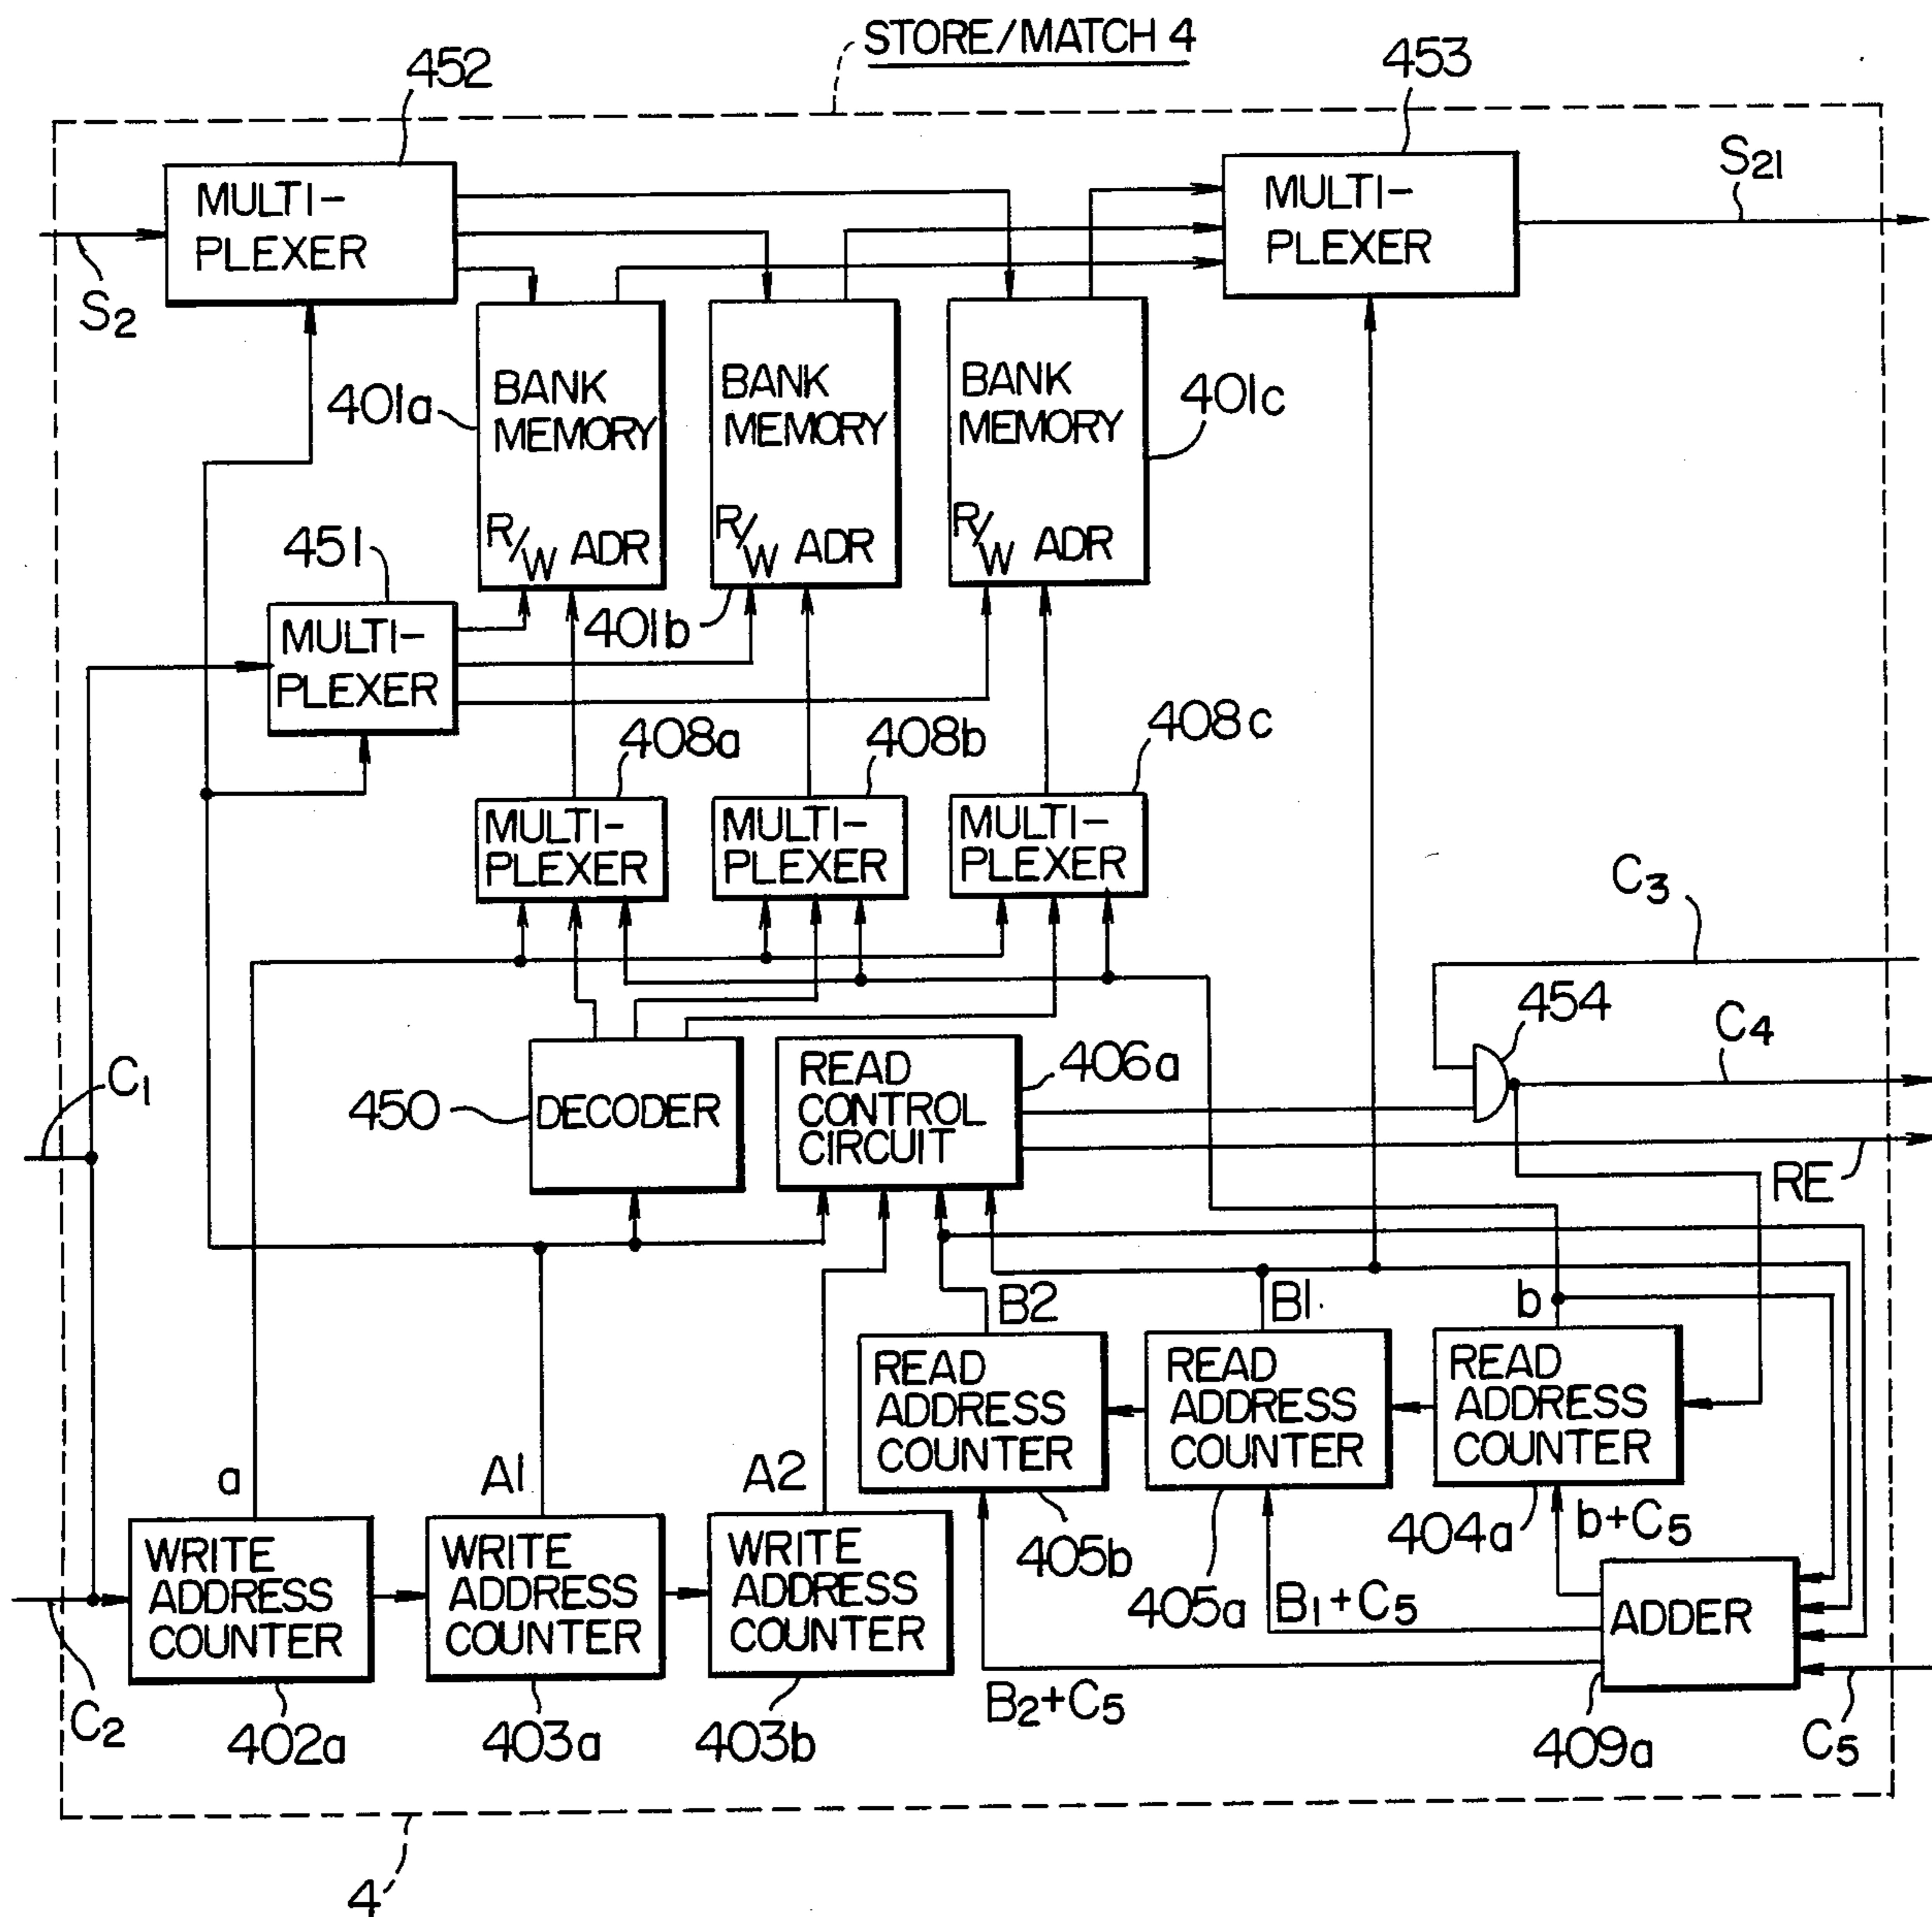 STORE/MATCH 4
452
453
MULTI-
PLEXER
MULTI-
PLEXER
S21
S2
401a
BANK
MEMORY
R/W ADR
BANK
MEMORY
R/W ADR
BANK
MEMORY
R/W ADR
401c
451
401b
MULTI-
PLEXER
408a
408b
408c
MULTI-
PLEXER
MULTI-
PLEXER
MULTI-
PLEXER
C3
454
C4
C1
450
DECODER
READ
CONTROL
CIRCUIT
406a
RE
B2
B1
b
READ
ADDRESS
COUNTER
READ
ADDRESS
COUNTER
READ
ADDRESS
COUNTER
a
A1
A2
405b
405a
404a
b+C5
WRITE
ADDRESS
COUNTER
WRITE
ADDRESS
COUNTER
WRITE
ADDRESS
COUNTER
B1+C5
ADDER
B2+C5
C2
402a
403a
403b
409a
C5
4